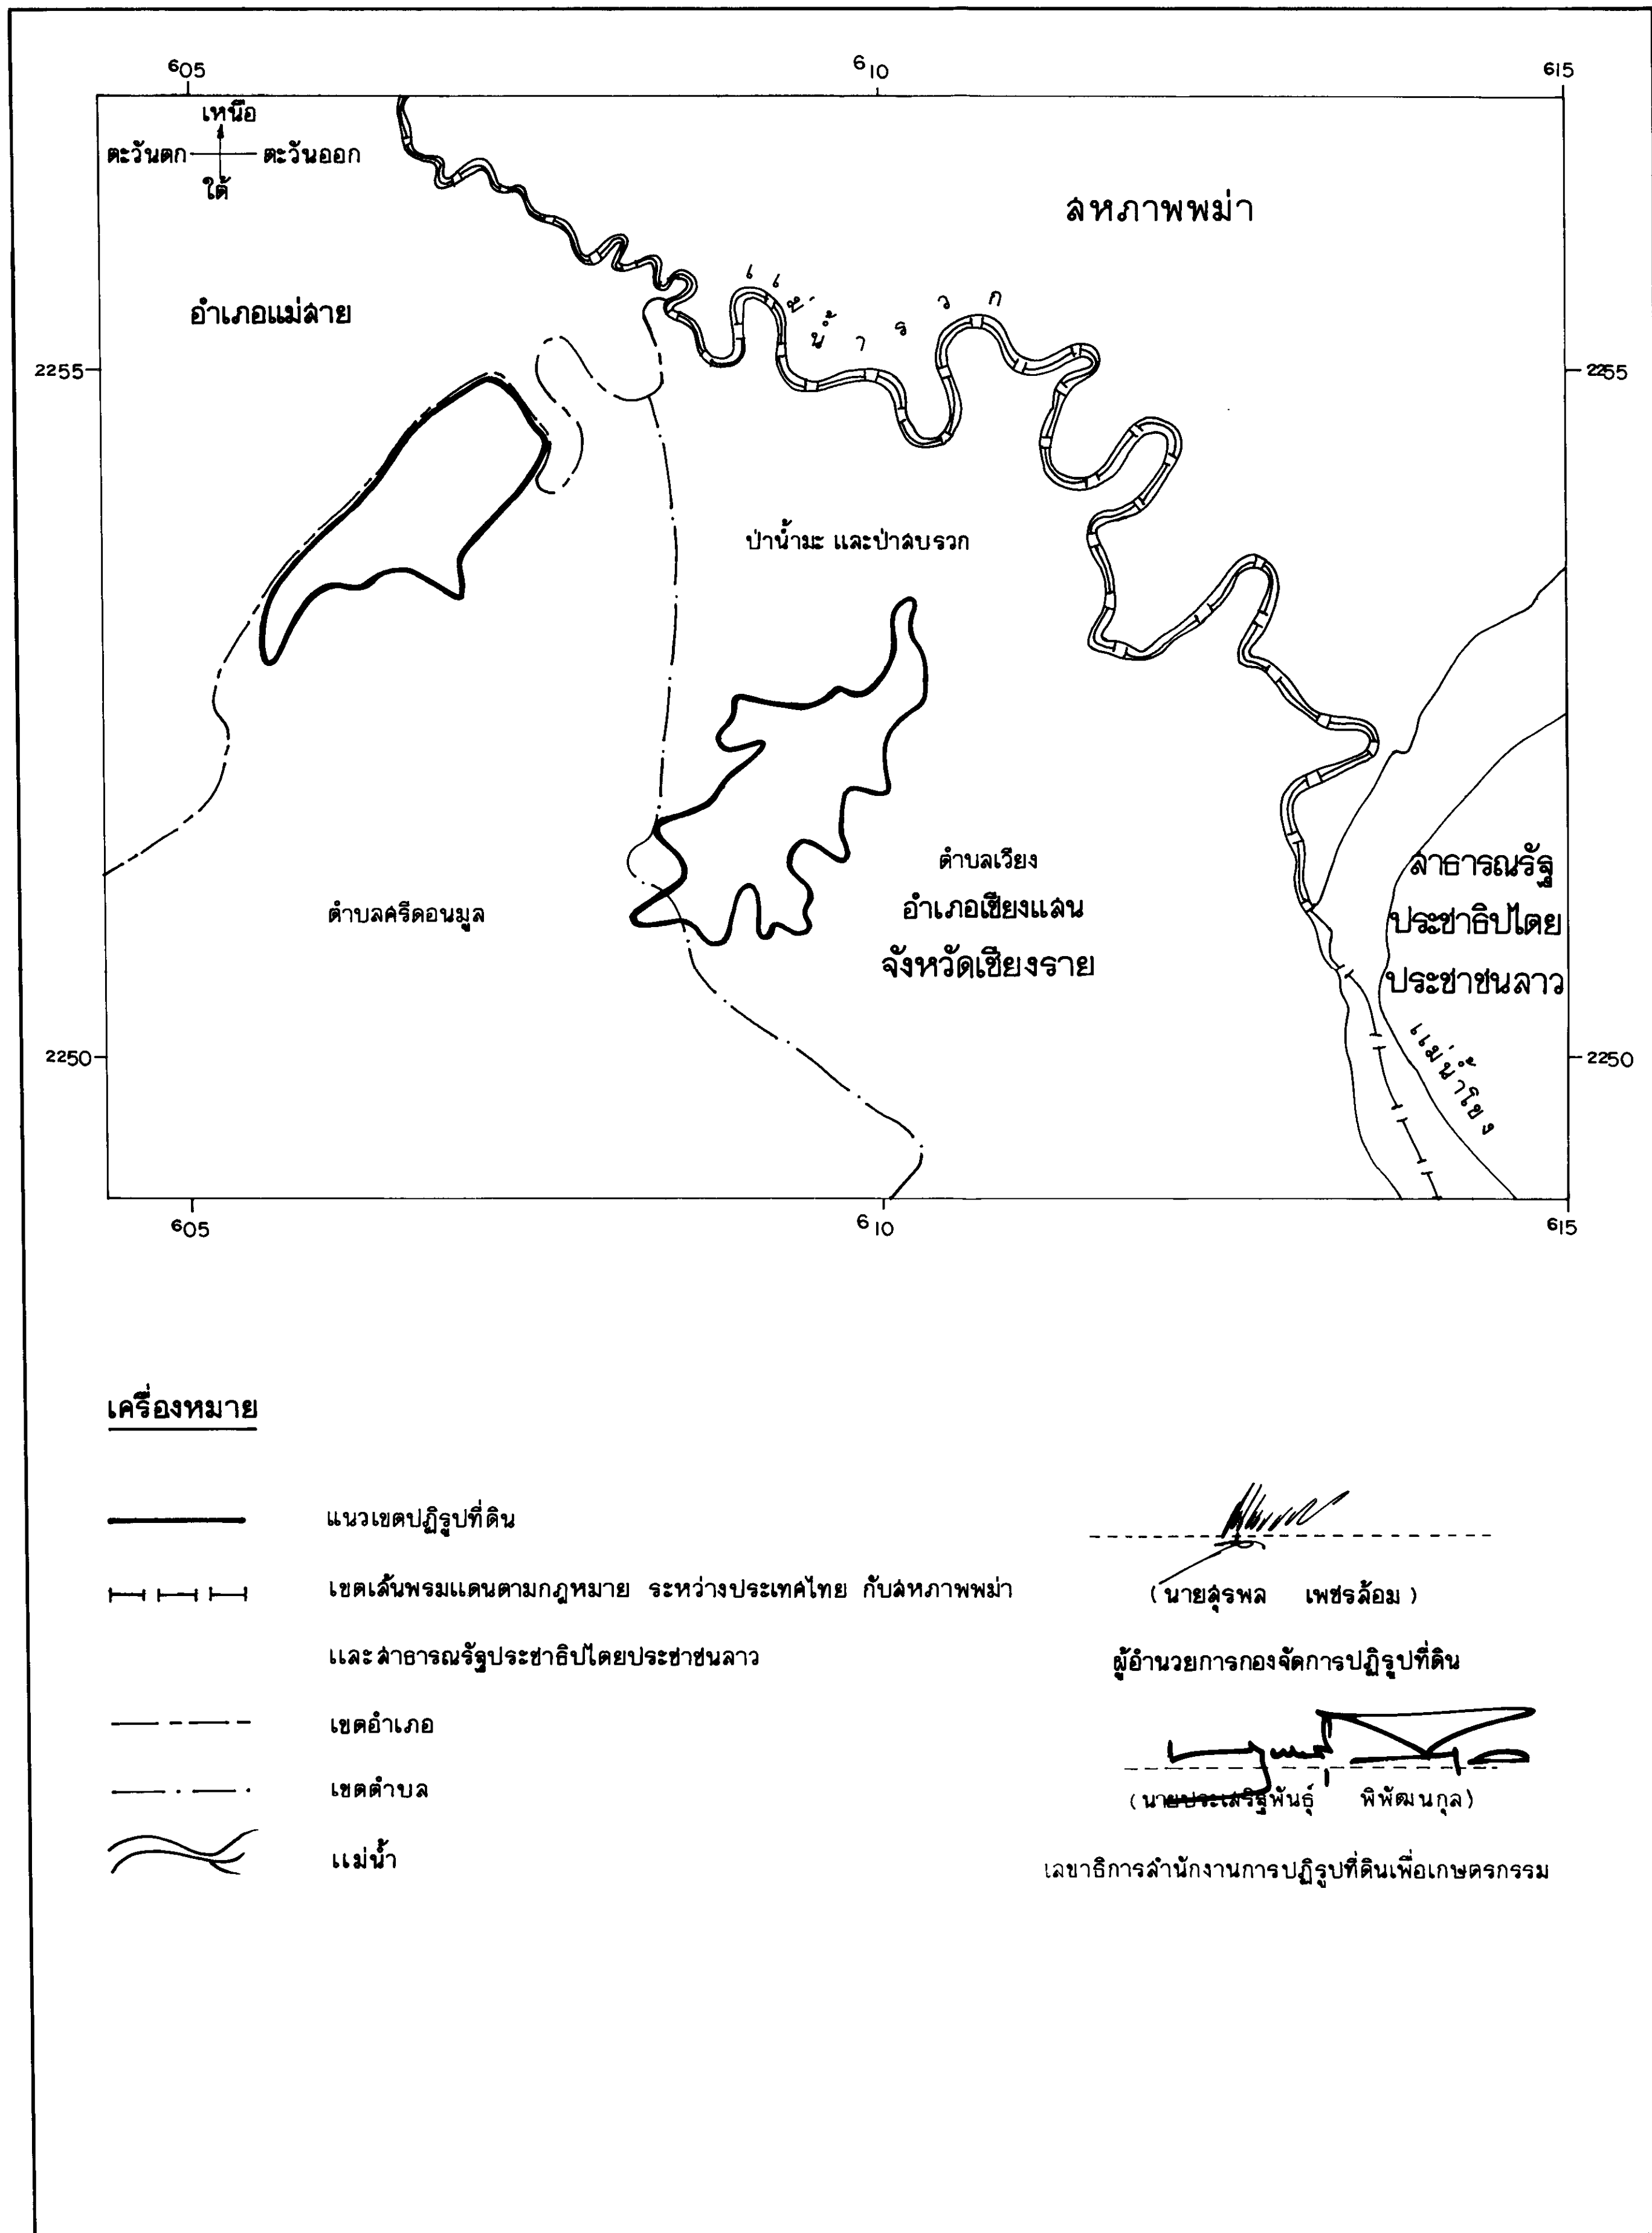 605 610 615
เหนือ
ตะวันตก ตะวันออก
ใต้
สหภาพพม่า
แม่น้ำรวก
อำเภอแม่สาย
2255 2255
ป่าน้ำมะ และป่าสบรวก
ตำบลเวียง
อำเภอเชียงแสน
จังหวัดเชียงราย
ตำบลศรีดอนมูล
สาธารณรัฐ
ประชาธิปไตย
ประชาชนลาว
แม่น้ำโขง
2250 2250
605 610 615
เครื่องหมาย
แนวเขตปฏิรูปที่ดิน
เขตเส้นพรมแดนตามกฎหมาย ระหว่างประเทศไทย กับสหภาพพม่า
และสาธารณรัฐประชาธิปไตยประชาชนลาว
เขตอำเภอ
เขตตำบล
แม่น้ำ
(นายสุรพล เพชรล้อม)
ผู้อำนวยการกองจัดการปฏิรูปที่ดิน
(นายประเสริฐพันธุ์ พิพัฒนกุล)
เลขาธิการสำนักงานการปฏิรูปที่ดินเพื่อเกษตรกรรม